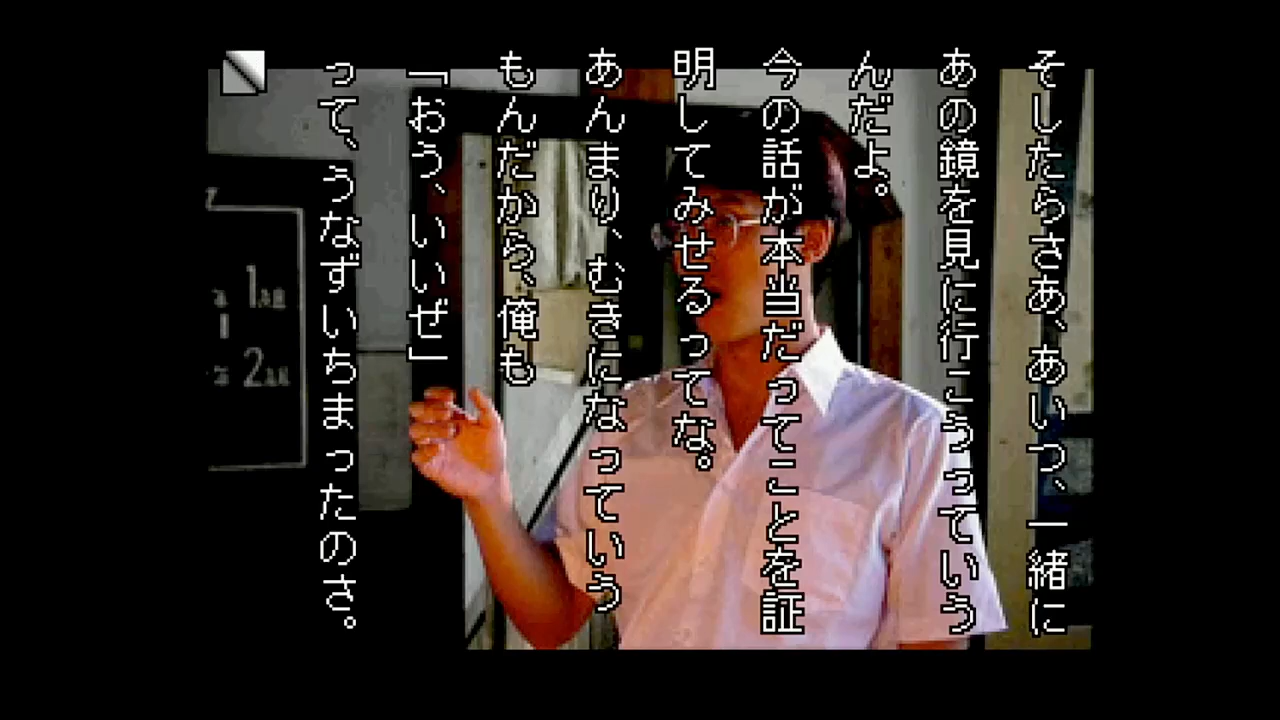 そしたらさあ、あいつ、一緒に
あの鏡を見に行こうっていう
んだよ。
今の話が本当だってことを証
明してみせるってな。
あんまり、むきになっていう
もんだから、俺も
「おう、いいぜ」
って、うなずいちまったのさ。
1
2